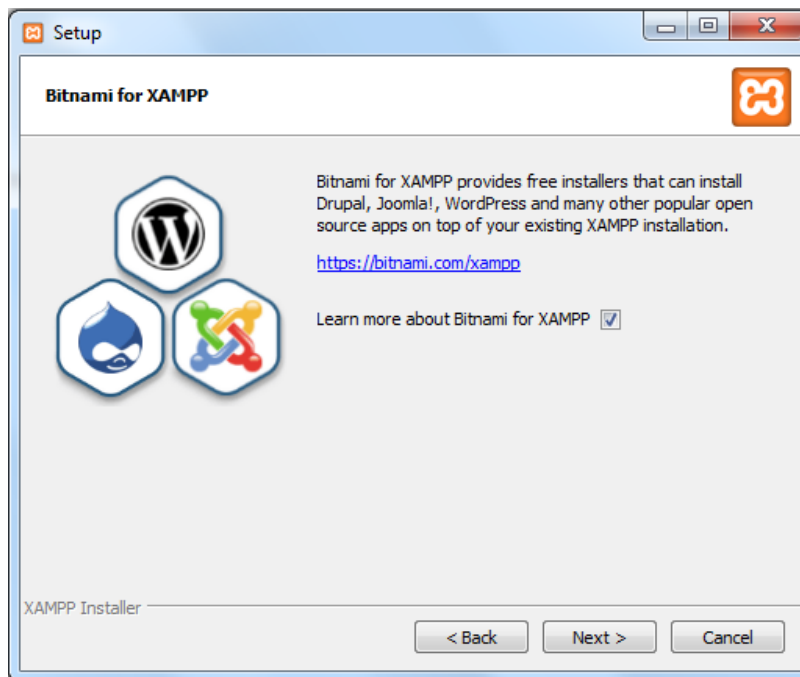 Setup
Bitnami for XAMPP
Bitnami for XAMPP provides free installers that can install
Drupal, Joomla!, WordPress and many other popular open
source apps on top of your existing XAMPP installation.
https://bitnami.com/xampp
Learn more about Bitnami for XAMPP
XAMPP Installer
< Back
Next >
Cancel